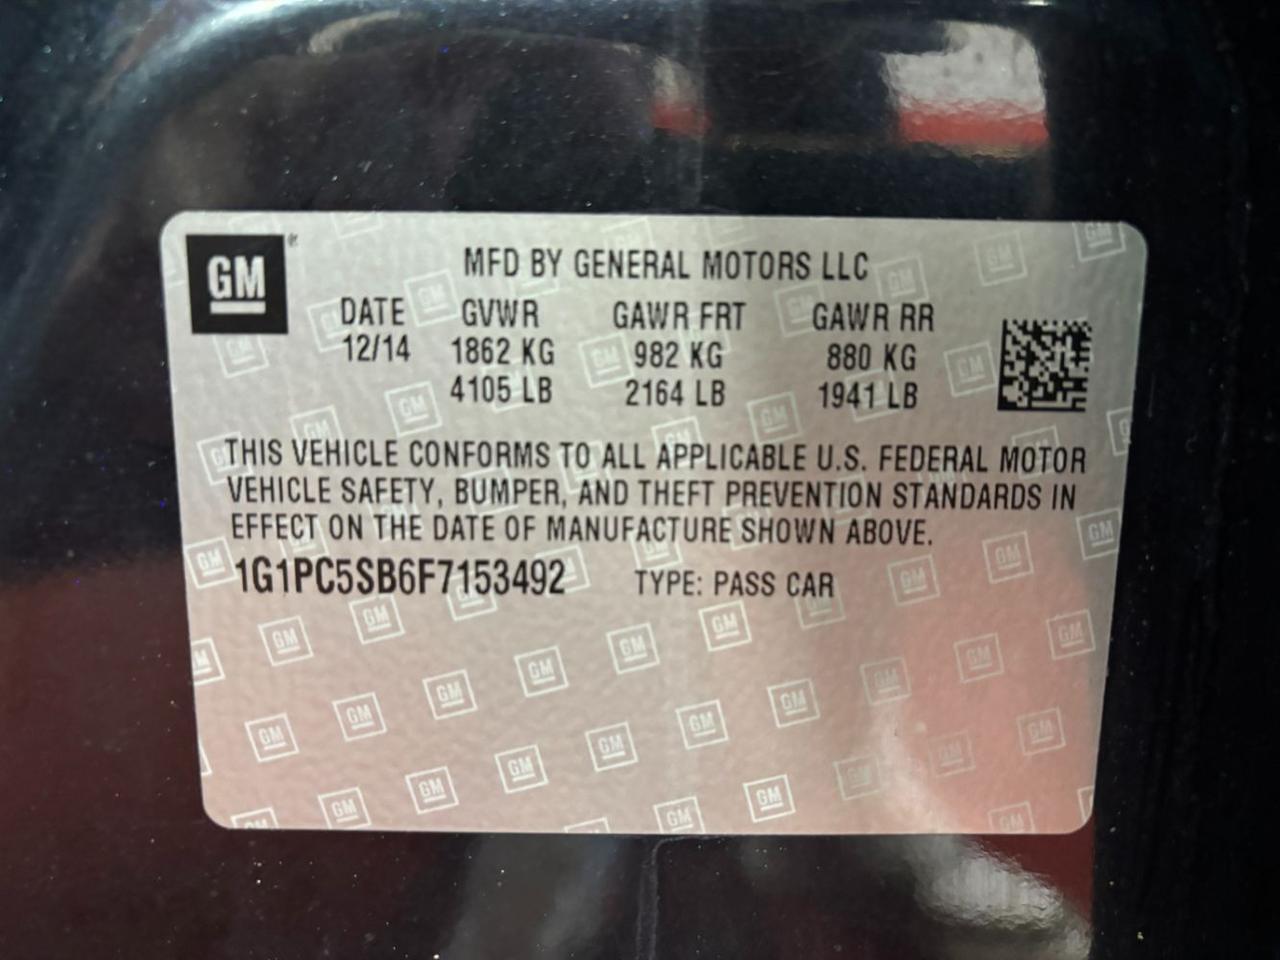 GM
MFD BY GENERAL MOTORS LLC
DATE GVWR GAWR FRT GAWR RR
12/14 1862 KG 982 KG 880 KG
4105 LB 2164 LB 1941 LB
THIS VEHICLE CONFORMS TO ALL APPLICABLE U.S. FEDERAL MOTOR
VEHICLE SAFETY, BUMPER, AND THEFT PREVENTION STANDARDS IN
EFFECT ON THE DATE OF MANUFACTURE SHOWN ABOVE.
1G1PC5SB6F7153492 TYPE: PASS CAR